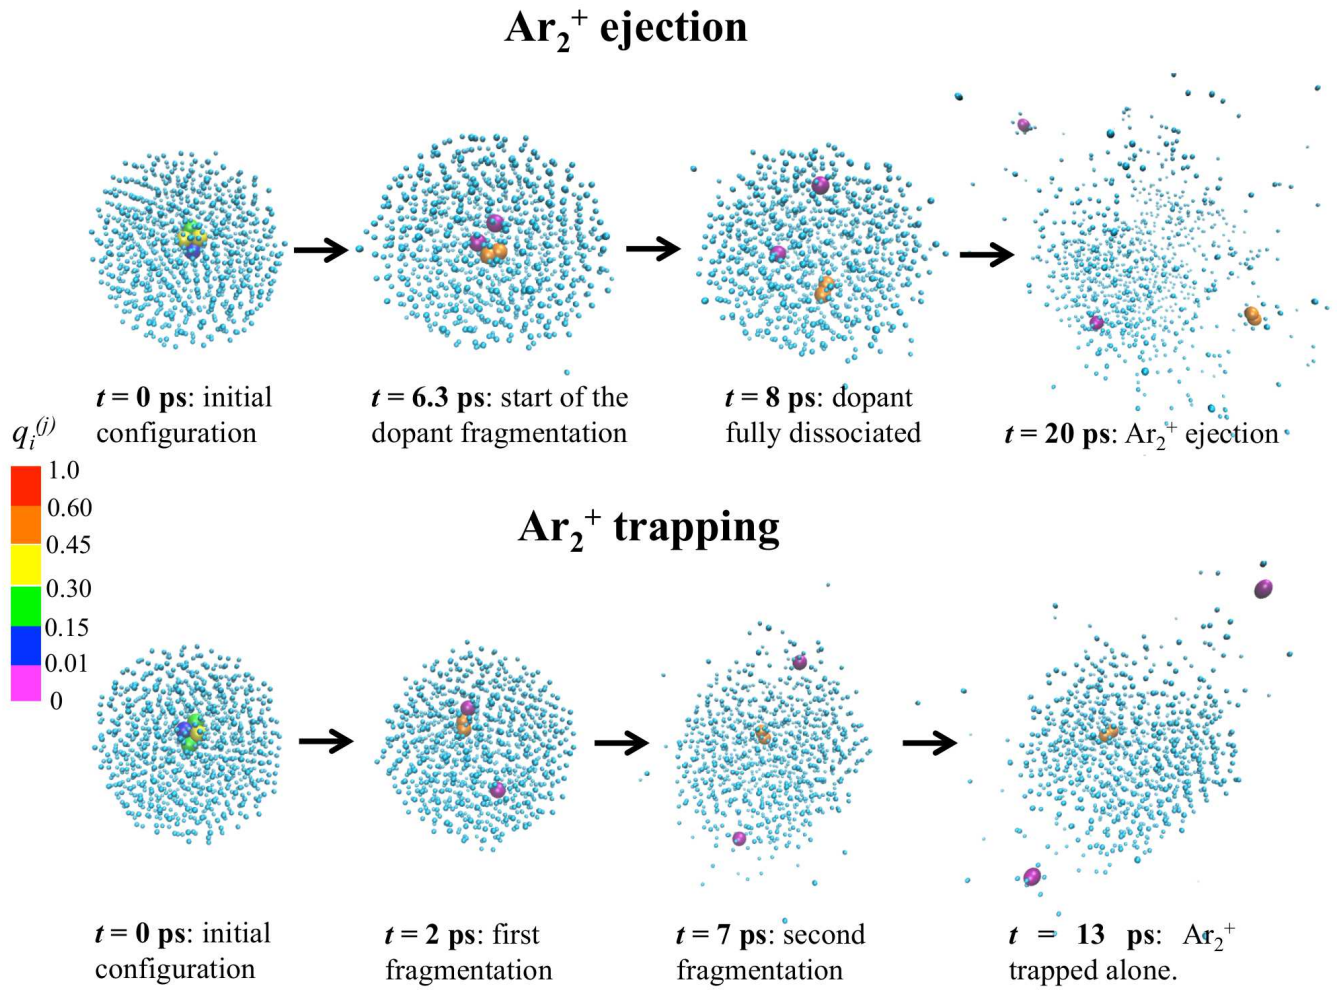 Ar₂⁺ ejection
t = 0 ps: initial
configuration
t = 6.3 ps: start of the
dopant fragmentation
t = 8 ps: dopant
fully dissociated
t = 20 ps: Ar₂⁺ ejection
qᵢ⁽ʲ⁾
1.0
0.60
0.45
0.30
0.15
0.01
0
Ar₂⁺ trapping
t = 0 ps: initial
configuration
t = 2 ps: first
fragmentation
t = 7 ps: second
fragmentation
t = 13 ps: Ar₂⁺
trapped alone.